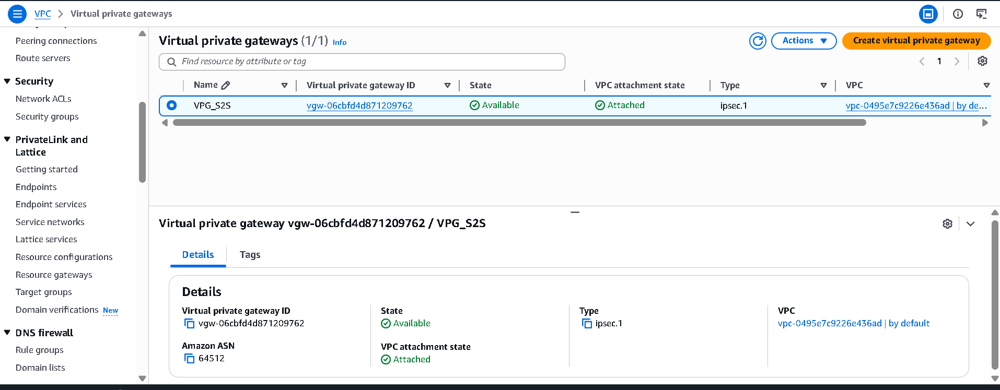 VPC > Virtual private gateways
Peering connections
Route servers
Security
Network ACLs
Security groups
PrivateLink and
Lattice
Getting started
Endpoints
Endpoint services
Service networks
Lattice services
Resource configurations
Resource gateways
Target groups
Domain verifications New
DNS firewall
Rule groups
Domain lists
Virtual private gateways (1/1) Info
Actions
Create virtual private gateway
Find resource by attribute or tag
1
Name Virtual private gateway ID State VPC attachment state Type VPC
VPG_S2S vgw-06cbfd4d871209762 Available Attached ipsec.1 vpc-0495e7c9226e436ad | by de...
Virtual private gateway vgw-06cbfd4d871209762 / VPG_S2S
Details Tags
Details
Virtual private gateway ID
vgw-06cbfd4d871209762
Amazon ASN
64512
State
Available
VPC attachment state
Attached
Type
ipsec.1
VPC
vpc-0495e7c9226e436ad | by default